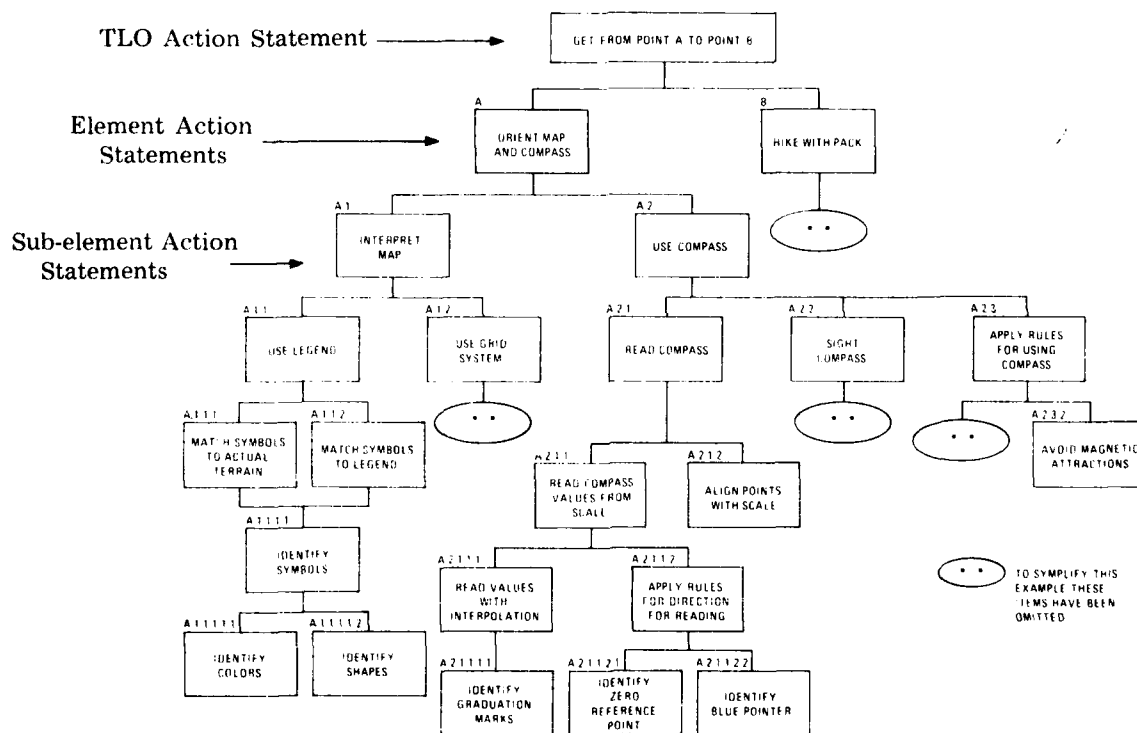 TLO Action Statement
GET FROM POINT A TO POINT B
A
B
Element Action
Statements
ORIENT MAP
AND COMPASS
HIKE WITH PACK
A1
A2
Sub-element Action
Statements
INTERPRET
MAP
USE COMPASS
A11
A12
A21
A22
A23
USE LEGEND
USE GRID
SYSTEM
READ COMPASS
SIGHT
COMPASS
APPLY RULES
FOR USING
COMPASS
A111
A112
A232
MATCH SYMBOLS
TO ACTUAL
TERRAIN
MATCH SYMBOLS
TO LEGEND
AVOID MAGNETIC
ATTRACTIONS
A211
A212
READ COMPASS
VALUES FROM
SCALE
ALIGN POINTS
WITH SCALE
A1111
IDENTIFY
SYMBOLS
A2111
A2112
READ VALUES
WITH
INTERPOLATION
APPLY RULES
FOR DIRECTION
FOR READING
TO SYMPLIFY THIS
EXAMPLE THESE
ITEMS HAVE BEEN
OMITTED
A11111
A11112
IDENTIFY
COLORS
IDENTIFY
SHAPES
A21111
A21121
A21122
IDENTIFY
GRADUATION
MARKS
IDENTIFY
ZERO
REFERENCE
POINT
IDENTIFY
BLUE POINTER